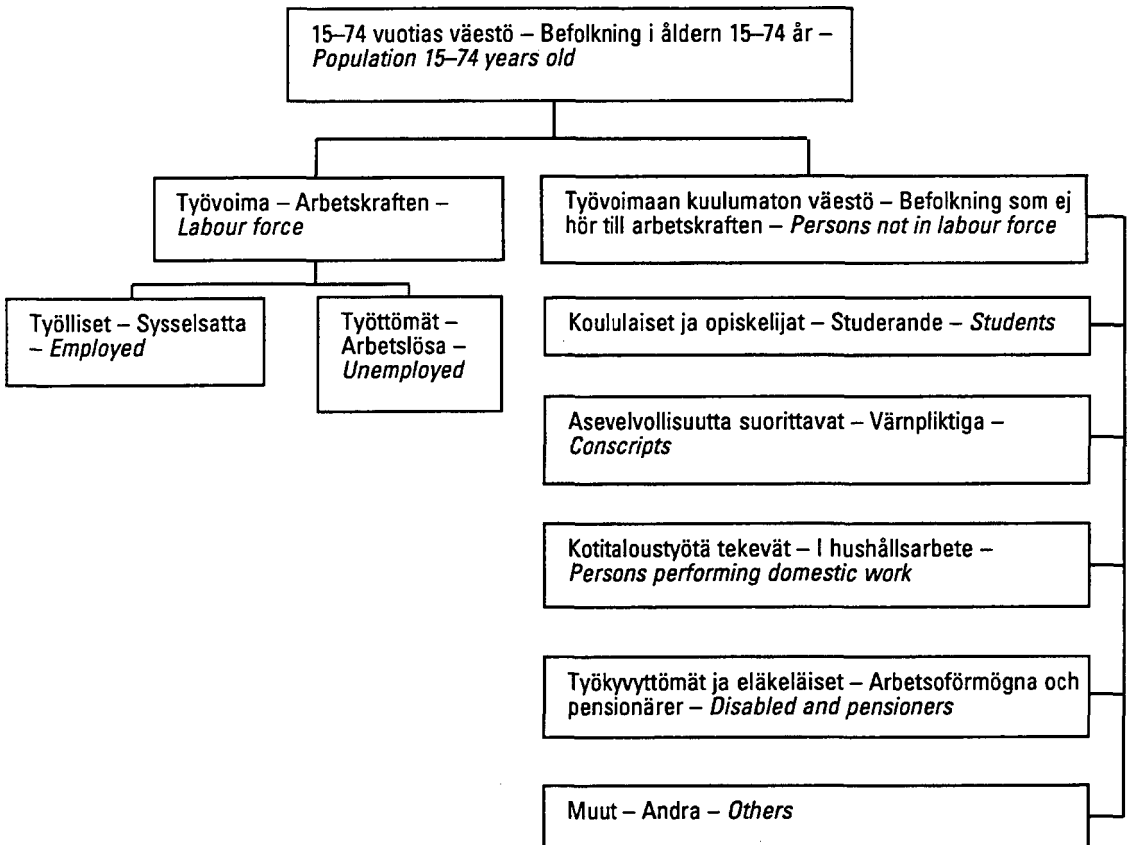 15–74 vuotias väestö – Befolkning i åldern 15–74 år –
Population 15–74 years old
Työvoima – Arbetskraften –
Labour force
Työvoimaan kuulumaton väestö – Befolkning som ej
hör till arbetskraften – Persons not in labour force
Työlliset – Sysselsatta
– Employed
Työttömät –
Arbetslösa –
Unemployed
Koululaiset ja opiskelijat – Studerande – Students
Asevelvollisuutta suorittavat – Värnpliktiga –
Conscripts
Kotitaloustyötä tekevät – I hushållsarbete –
Persons performing domestic work
Työkyvyttömät ja eläkeläiset – Arbetsoförmögna och
pensionärer – Disabled and pensioners
Muut – Andra – Others